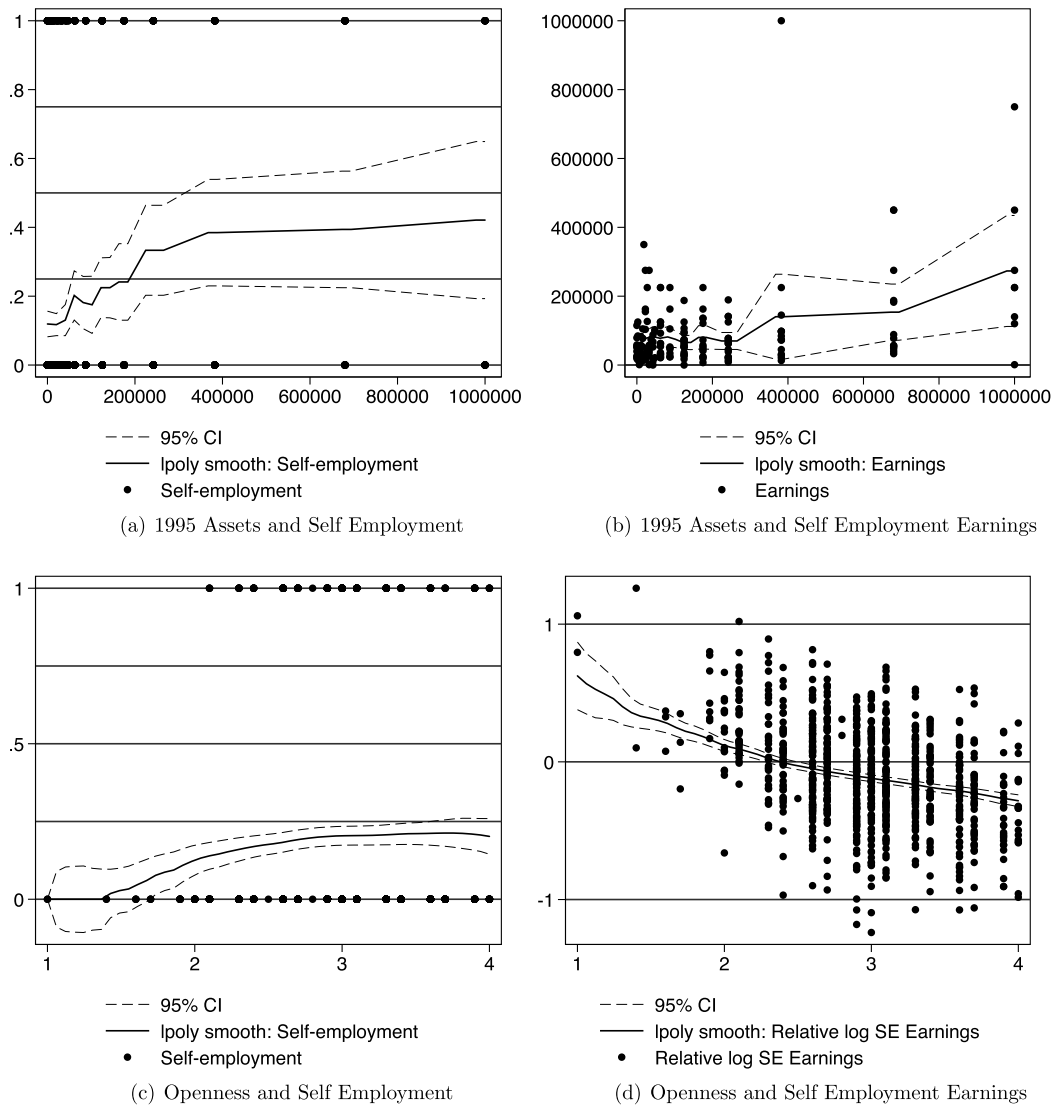 1
.8
.6
.4
.2
0
0 200000 400000 600000 800000 1000000
95% CI
lpoly smooth: Self-employment
Self-employment
(a) 1995 Assets and Self Employment
1000000
800000
600000
400000
200000
0
0 200000 400000 600000 800000 1000000
95% CI
lpoly smooth: Earnings
Earnings
(b) 1995 Assets and Self Employment Earnings
1
.5
0
1 2 3 4
95% CI
lpoly smooth: Self-employment
Self-employment
(c) Openness and Self Employment
1
0
-1
1 2 3 4
95% CI
lpoly smooth: Relative log SE Earnings
Relative log SE Earnings
(d) Openness and Self Employment Earnings